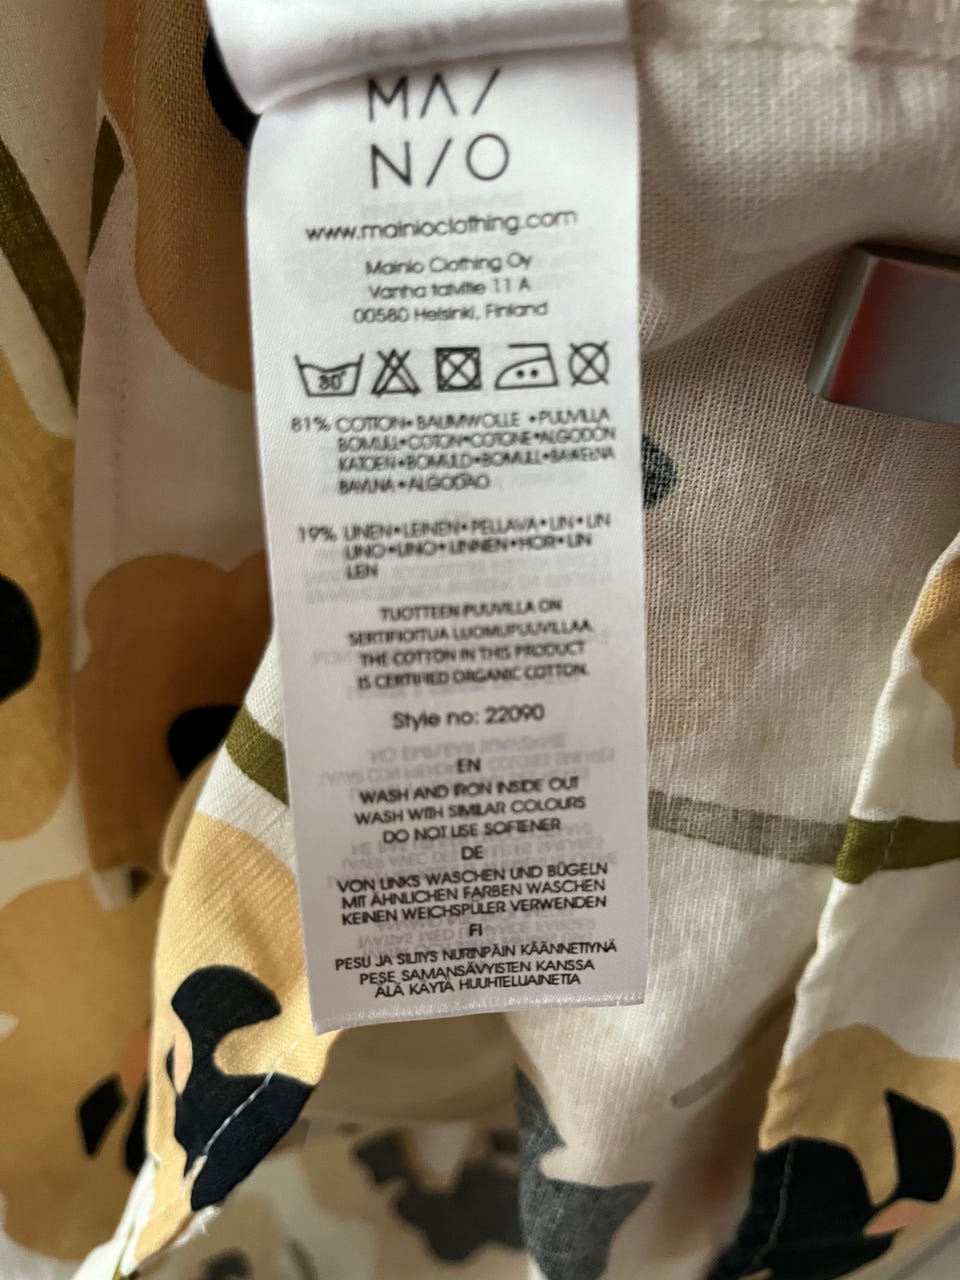 MA/
N/O
www.mainioclothing.com
Mainio Clothing Oy
Vanha talvitie 11 A
00580 Helsinki, Finland
30°
81% COTTON•BAUMWOLLE •PUUVILLA
BOMULL•COTON•COTONE•ALGODÓN
KATOEN•BOMULD•BOMULL•BAWEŁNA
BAVLNA•ALGODÃO
19% LINEN•LEINEN•PELLAVA•LIN•LIN
LINO•LINO•LINNEN•HØR•LIN
LEN
TUOTTEEN PUUVILLA ON
SERTIFIOITUA LUOMUPUUVILLAA.
THE COTTON IN THIS PRODUCT
IS CERTIFIED ORGANIC COTTON.
Style no: 22090
EN
WASH AND IRON INSIDE OUT
WASH WITH SIMILAR COLOURS
DO NOT USE SOFTENER
DE
VON LINKS WASCHEN UND BÜGELN
MIT ÄHNLICHEN FARBEN WASCHEN
KEINEN WEICHSPÜLER VERWENDEN
FI
PESU JA SILITYS NURINPÄIN KÄÄNNETTYNÄ
PESE SAMANSÄVYISTEN KANSSA
ÄLÄ KÄYTÄ HUUHTELUAINETTA